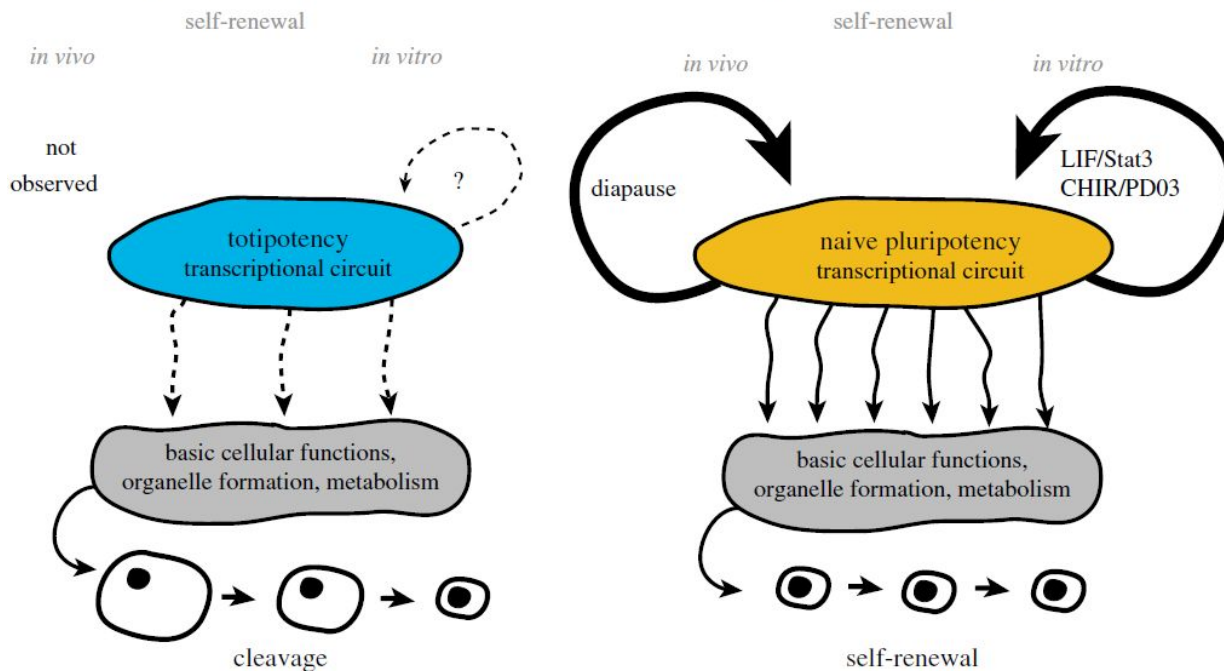 self-renewal
in vivo
in vitro
not
observed
?
totipotency
transcriptional circuit
basic cellular functions,
organelle formation, metabolism
cleavage
self-renewal
in vivo
in vitro
diapause
LIF/Stat3
CHIR/PD03
naive pluripotency
transcriptional circuit
basic cellular functions,
organelle formation, metabolism
self-renewal